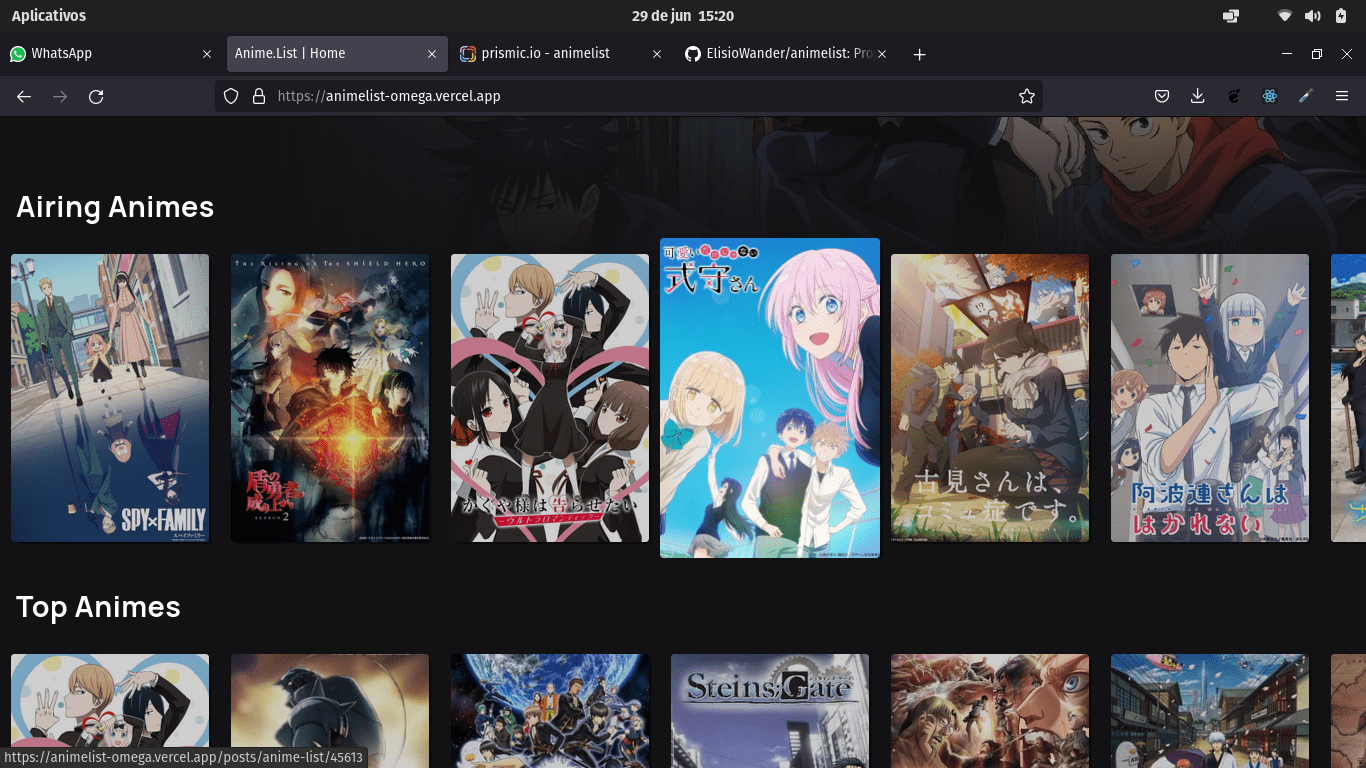 Aplicativos
29 de jun 15:20
WhatsApp
Anime.List | Home
prismic.io - animelist
ElisioWander/animelist: Pro
https://animelist-omega.vercel.app
Airing Animes
SPY×FAMILY
スパイファミリー
THE RISING OF THE SHIELD HERO
盾の勇者の
成り上がり
SEASON 2
かぐや様は告らせたい
ーウルトラロマンティックー
可愛いだけじゃない
式守さん
古見さんは、
コミュ症です。
阿波連さんは
はかれない
Top Animes
Steins;Gate
https://animelist-omega.vercel.app/posts/anime-list/45613